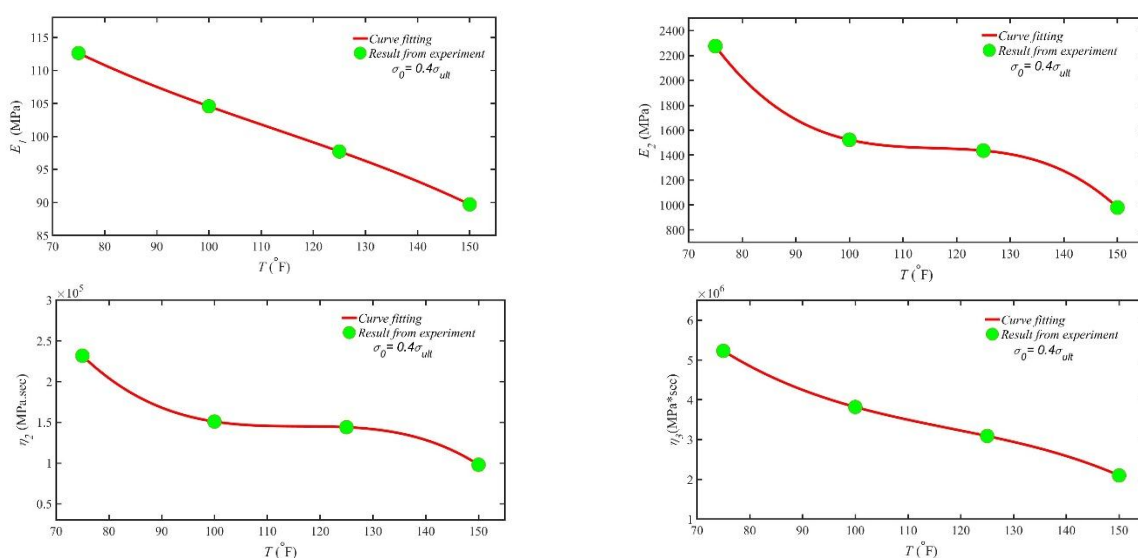 115
110
105
100
95
90
85
E1 (MPa)
Curve fitting
Result from experiment
σ0= 0.4σult
70 80 90 100 110 120 130 140 150
T (°F)
2400
2200
2000
1800
1600
1400
1200
1000
800
E2 (MPa)
Curve fitting
Result from experiment
σ0= 0.4σult
70 80 90 100 110 120 130 140 150
T (°F)
×10^5
3
2.5
2
1.5
1
0.5
η2 (MPa.sec)
Curve fitting
Result from experiment
σ0= 0.4σult
70 80 90 100 110 120 130 140 150
T (°F)
×10^6
6
5
4
3
2
1
η3(MPa*sec)
Curve fitting
Result from experiment
σ0= 0.4σult
70 80 90 100 110 120 130 140 150
T (°F)